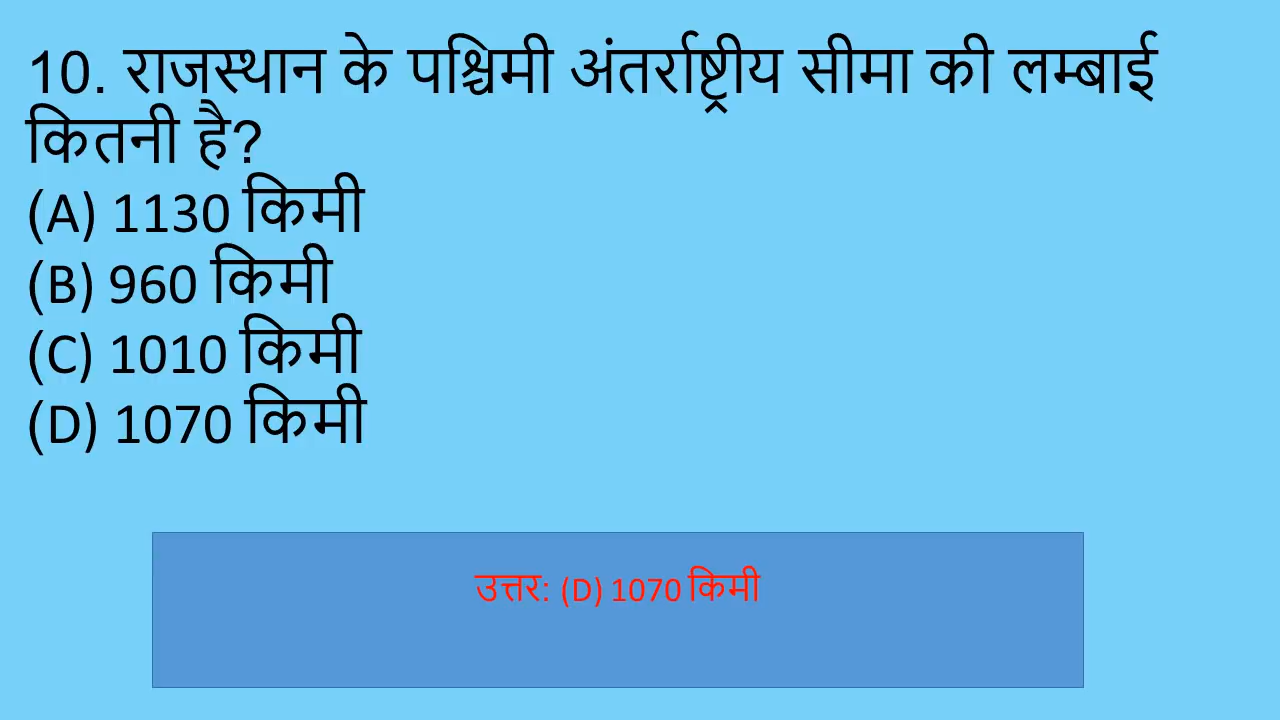 10. राजस्थान के पश्चिमी अंतर्राष्ट्रीय सीमा की लम्बाई
कितनी है?
(A) 1130 किमी
(B) 960 किमी
(C) 1010 किमी
(D) 1070 किमी
उत्तर: (D) 1070 किमी